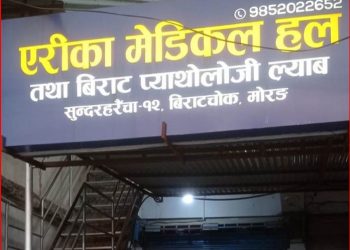 9852022652
एरीका मेडिकल हल
तथा बिराट प्याथोलोजी ल्याब
सुन्दरहरैंचा-१२, बिराटचोक, मोरङ